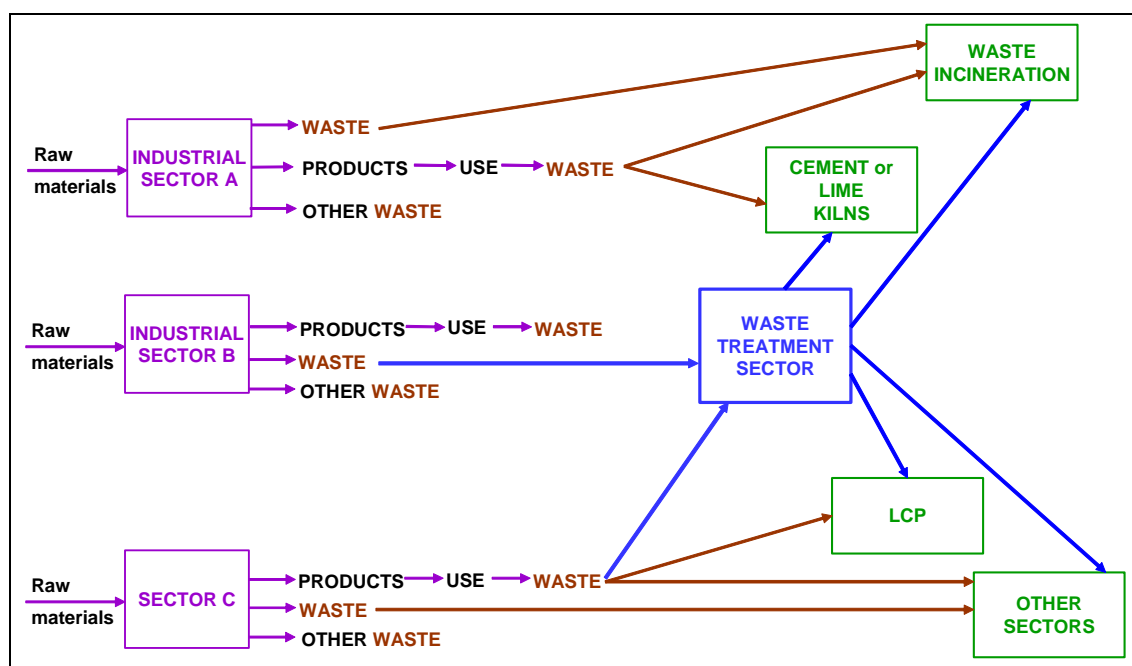 WASTE
INCINERATION
WASTE
Raw
materials
INDUSTRIAL
SECTOR A
PRODUCTS USE WASTE
OTHER WASTE
CEMENT or
LIME
KILNS
Raw
materials
INDUSTRIAL
SECTOR B
PRODUCTS USE WASTE
WASTE
OTHER WASTE
WASTE
TREATMENT
SECTOR
LCP
Raw
materials
SECTOR C
PRODUCTS USE WASTE
WASTE
OTHER WASTE
OTHER
SECTORS